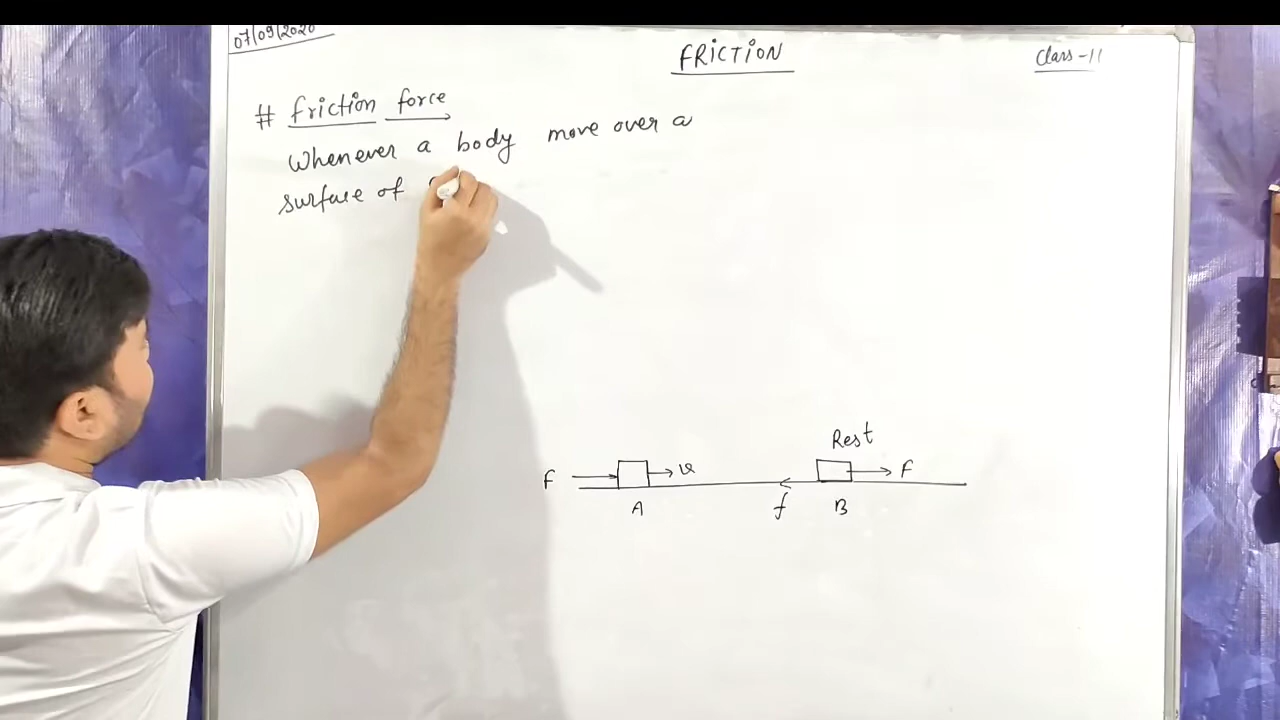 07/09/2020
FRICTION
Class-11
# friction force
Whenever a body move over a
surface of
Rest
F v F
A f B